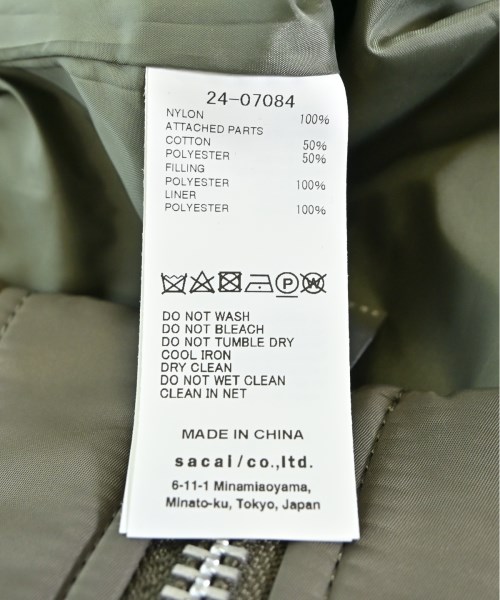 24-07084
NYLON 100%
ATTACHED PARTS
COTTON 50%
POLYESTER 50%
FILLING
POLYESTER 100%
LINER
POLYESTER 100%
P W
DO NOT WASH
DO NOT BLEACH
DO NOT TUMBLE DRY
COOL IRON
DRY CLEAN
DO NOT WET CLEAN
CLEAN IN NET
MADE IN CHINA
sacai/co.,ltd.
6-11-1 Minamiaoyama,
Minato-ku, Tokyo, Japan